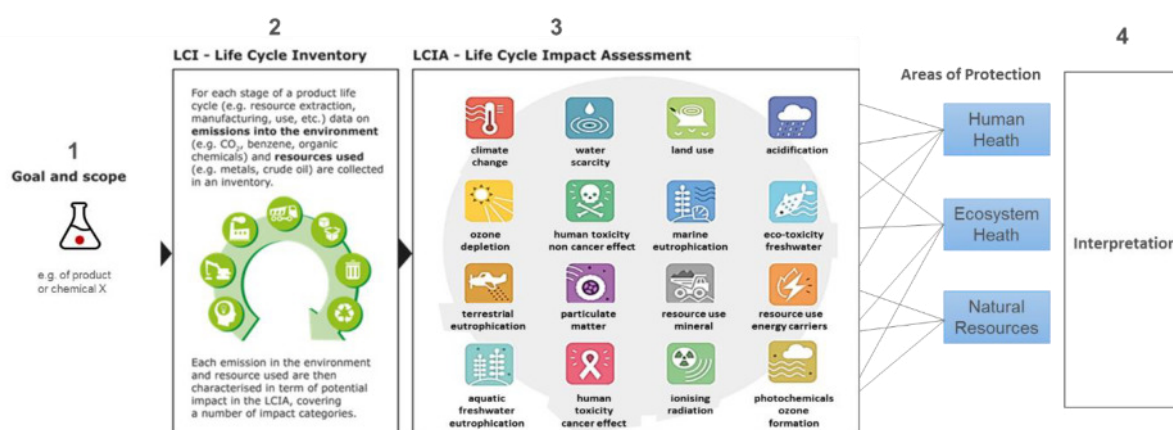 1
Goal and scope
e.g. of product
or chemical X
2
LCI - Life Cycle Inventory
For each stage of a product life
cycle (e.g. resource extraction,
manufacturing, use, etc.) data on
emissions into the environment
(e.g. CO2, benzene, organic
chemicals) and resources used
(e.g. metals, crude oil) are collected
in an inventory.
Each emission in the environment
and resource used are then
characterised in term of potential
impact in the LCIA, covering
a number of impact categories.
3
LCIA - Life Cycle Impact Assessment
climate
change
water
scarcity
land use
acidification
ozone
depletion
human toxicity
non cancer effect
marine
eutrophication
eco-toxicity
freshwater
terrestrial
eutrophication
particulate
matter
resource use
mineral
resource use
energy carriers
aquatic
freshwater
eutrophication
human
toxicity
cancer effect
ionising
radiation
photochemicals
ozone
formation
Areas of Protection
Human
Heath
Ecosystem
Heath
Natural
Resources
4
Interpretation